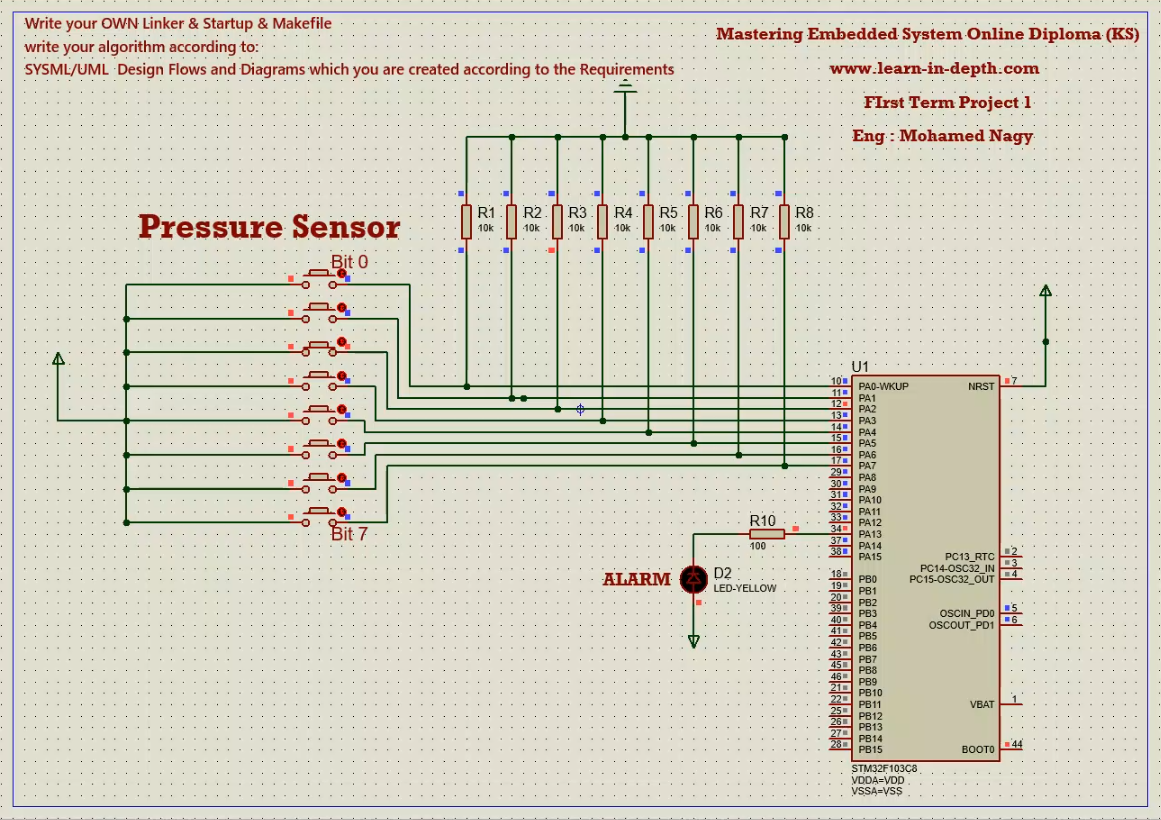 Write your OWN Linker & Startup & Makefile
write your algorithm according to:
SYSML/UML Design Flows and Diagrams which you are created according to the Requirements
Mastering Embedded System Online Diploma (KS)
www.learn-in-depth.com
FIrst Term Project 1
Eng : Mohamed Nagy
Pressure Sensor
R1 R2 R3 R4 R5 R6 R7 R8
10k 10k 10k 10k 10k 10k 10k 10k
Bit 0
Bit 7
U1
10 PA0-WKUP NRST 7
11 PA1
12 PA2
13 PA3
14 PA4
15 PA5
16 PA6
17 PA7
29 PA8
30 PA9
31 PA10
32 PA11
33 PA12
34 PA13
37 PA14
38 PA15
PC13_RTC 2
PC14-OSC32_IN 3
PC15-OSC32_OUT 4
18 PB0
19 PB1
20 PB2
39 PB3
40 PB4
41 PB5
42 PB6
43 PB7
45 PB8
46 PB9
21 PB10
22 PB11
25 PB12
26 PB13
27 PB14
28 PB15
OSCIN_PD0 5
OSCOUT_PD1 6
VBAT 1
BOOT0 44
R10
100
ALARM
D2
LED-YELLOW
STM32F103C8
VDDA=VDD
VSSA=VSS